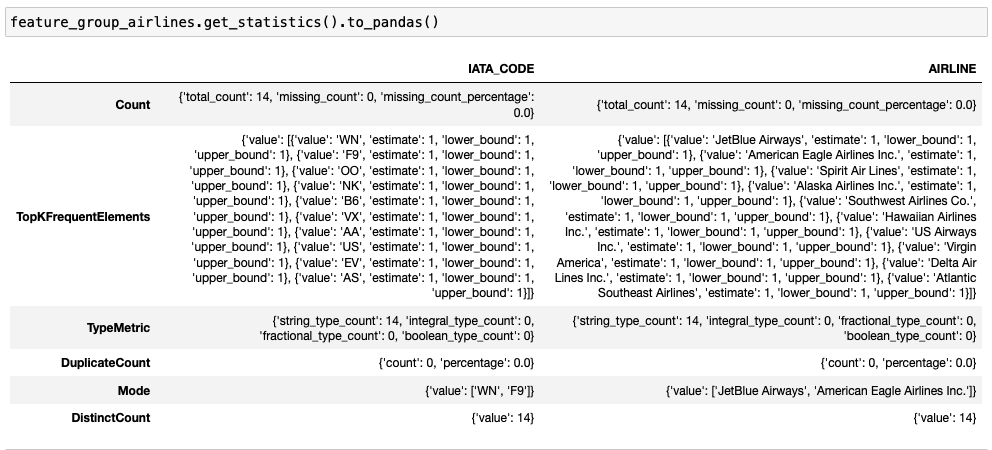 feature_group_airlines.get_statistics().to_pandas()
IATA_CODE AIRLINE
Count {'total_count': 14, 'missing_count': 0, 'missing_count_percentage': 0.0} {'total_count': 14, 'missing_count': 0, 'missing_count_percentage': 0.0}
TopKFrequentElements
{'value': [{'value': 'WN', 'estimate': 1, 'lower_bound': 1,
'upper_bound': 1}, {'value': 'F9', 'estimate': 1, 'lower_bound': 1,
'upper_bound': 1}, {'value': 'OO', 'estimate': 1, 'lower_bound': 1,
'upper_bound': 1}, {'value': 'NK', 'estimate': 1, 'lower_bound': 1,
'upper_bound': 1}, {'value': 'B6', 'estimate': 1, 'lower_bound': 1,
'upper_bound': 1}, {'value': 'VX', 'estimate': 1, 'lower_bound': 1,
'upper_bound': 1}, {'value': 'AA', 'estimate': 1, 'lower_bound': 1,
'upper_bound': 1}, {'value': 'US', 'estimate': 1, 'lower_bound': 1,
'upper_bound': 1}, {'value': 'EV', 'estimate': 1, 'lower_bound': 1,
'upper_bound': 1}, {'value': 'AS', 'estimate': 1, 'lower_bound': 1,
'upper_bound': 1}]}
{'value': [{'value': 'JetBlue Airways', 'estimate': 1, 'lower_bound': 1,
'upper_bound': 1}, {'value': 'American Eagle Airlines Inc.', 'estimate': 1,
'lower_bound': 1, 'upper_bound': 1}, {'value': 'Spirit Air Lines', 'estimate': 1,
'lower_bound': 1, 'upper_bound': 1}, {'value': 'Alaska Airlines Inc.', 'estimate': 1,
'lower_bound': 1, 'upper_bound': 1}, {'value': 'Southwest Airlines Co.',
'estimate': 1, 'lower_bound': 1, 'upper_bound': 1}, {'value': 'Hawaiian Airlines
Inc.', 'estimate': 1, 'lower_bound': 1, 'upper_bound': 1}, {'value': 'US Airways
Inc.', 'estimate': 1, 'lower_bound': 1, 'upper_bound': 1}, {'value': 'Virgin
America', 'estimate': 1, 'lower_bound': 1, 'upper_bound': 1}, {'value': 'Delta Air
Lines Inc.', 'estimate': 1, 'lower_bound': 1, 'upper_bound': 1}, {'value': 'Atlantic
Southeast Airlines', 'estimate': 1, 'lower_bound': 1, 'upper_bound': 1}]}
TypeMetric
{'string_type_count': 14, 'integral_type_count': 0,
'fractional_type_count': 0, 'boolean_type_count': 0}
{'string_type_count': 14, 'integral_type_count': 0, 'fractional_type_count': 0,
'boolean_type_count': 0}
DuplicateCount {'count': 0, 'percentage': 0.0} {'count': 0, 'percentage': 0.0}
Mode {'value': ['WN', 'F9']} {'value': ['JetBlue Airways', 'American Eagle Airlines Inc.']}
DistinctCount {'value': 14} {'value': 14}